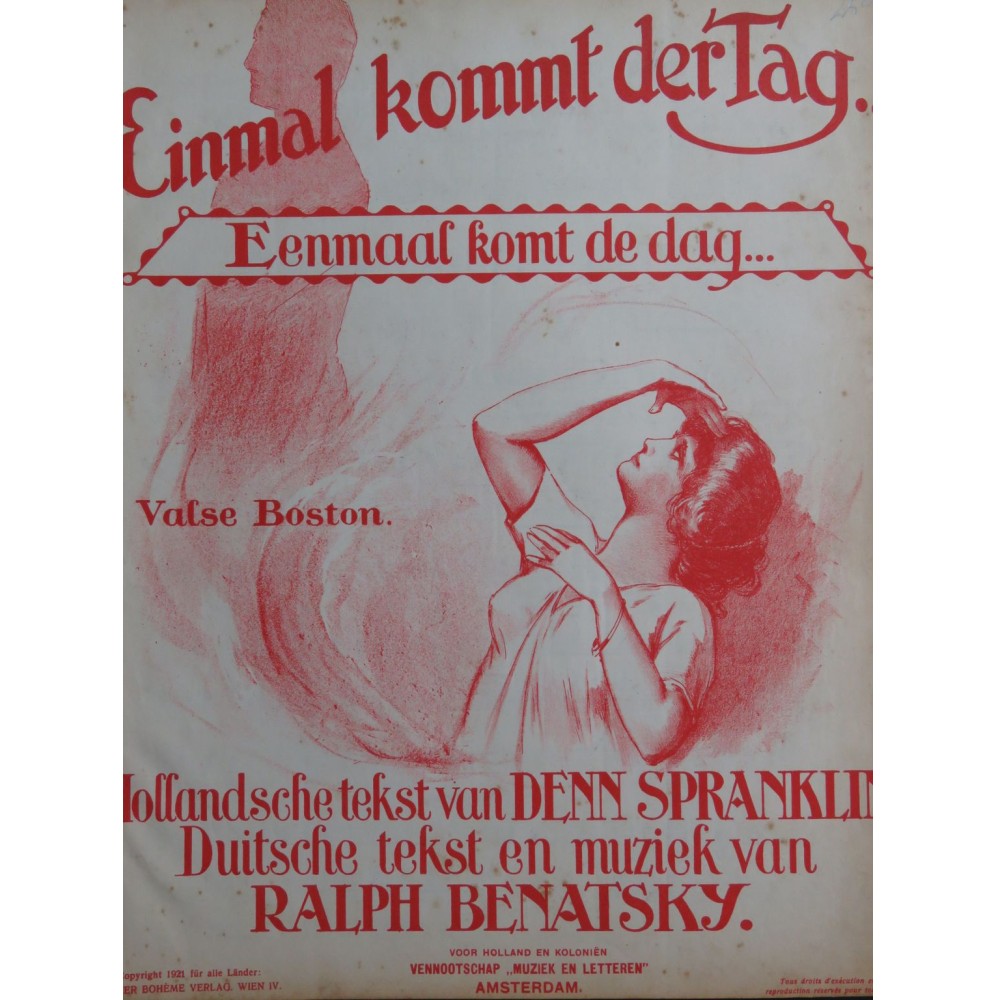 Einmal kommt der Tag..
Eenmaal komt de dag...
Valse Boston.
Hollandsche tekst van DENN SPRANKLIN
Duitsche tekst en muziek van
RALPH BENATSKY.
VOOR HOLLAND EN KOLONIËN
VENNOOTSCHAP „MUZIEK EN LETTEREN"
AMSTERDAM.
Copyright 1921 für alle Länder:
ER BOHÈME VERLAG, WIEN IV.
Tous droits d'exécution
reproduction réservés pour